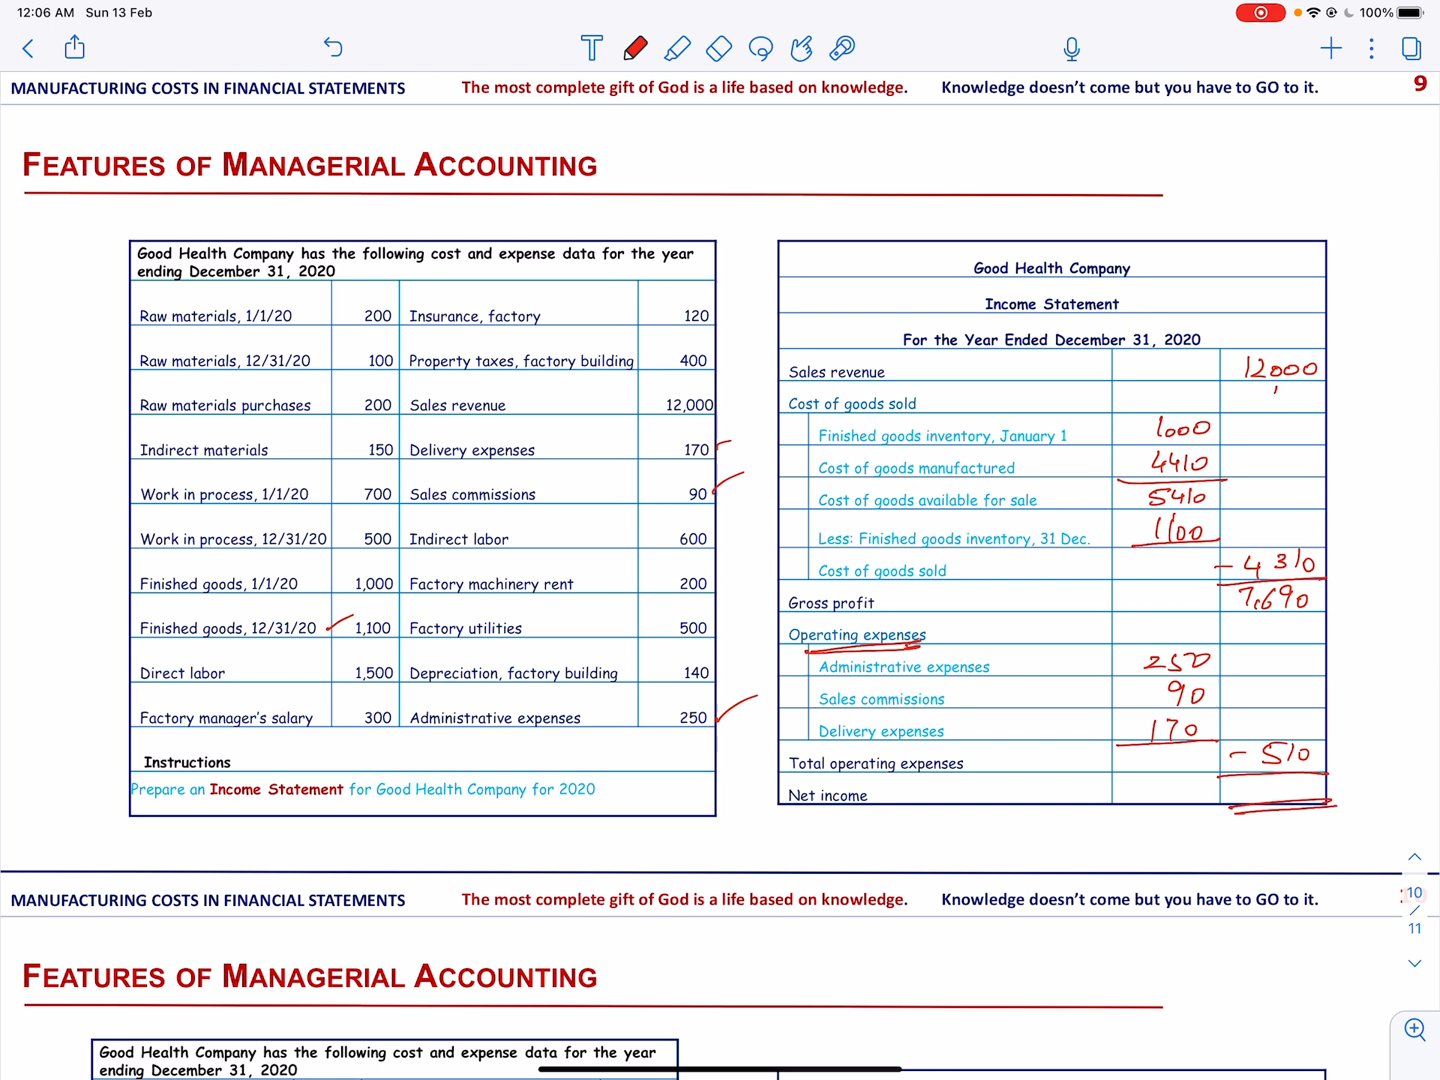 12:06 AM Sun 13 Feb
100%
MANUFACTURING COSTS IN FINANCIAL STATEMENTS The most complete gift of God is a life based on knowledge. Knowledge doesn't come but you have to GO to it. 9
FEATURES OF MANAGERIAL ACCOUNTING
Good Health Company has the following cost and expense data for the year
ending December 31, 2020
Raw materials, 1/1/20 200 Insurance, factory 120
Raw materials, 12/31/20 100 Property taxes, factory building 400
Raw materials purchases 200 Sales revenue 12,000
Indirect materials 150 Delivery expenses 170
Work in process, 1/1/20 700 Sales commissions 90
Work in process, 12/31/20 500 Indirect labor 600
Finished goods, 1/1/20 1,000 Factory machinery rent 200
Finished goods, 12/31/20 1,100 Factory utilities 500
Direct labor 1,500 Depreciation, factory building 140
Factory manager's salary 300 Administrative expenses 250
Instructions
Prepare an Income Statement for Good Health Company for 2020
Good Health Company
Income Statement
For the Year Ended December 31, 2020
Sales revenue 12,000
Cost of goods sold
Finished goods inventory, January 1 1000
Cost of goods manufactured 4410
Cost of goods available for sale 5410
Less: Finished goods inventory, 31 Dec. 1100
Cost of goods sold - 4310
Gross profit 7,690
Operating expenses
Administrative expenses 250
Sales commissions 90
Delivery expenses 170
Total operating expenses - 510
Net income
MANUFACTURING COSTS IN FINANCIAL STATEMENTS The most complete gift of God is a life based on knowledge. Knowledge doesn't come but you have to GO to it.
10
/
11
FEATURES OF MANAGERIAL ACCOUNTING
Good Health Company has the following cost and expense data for the year
ending December 31, 2020